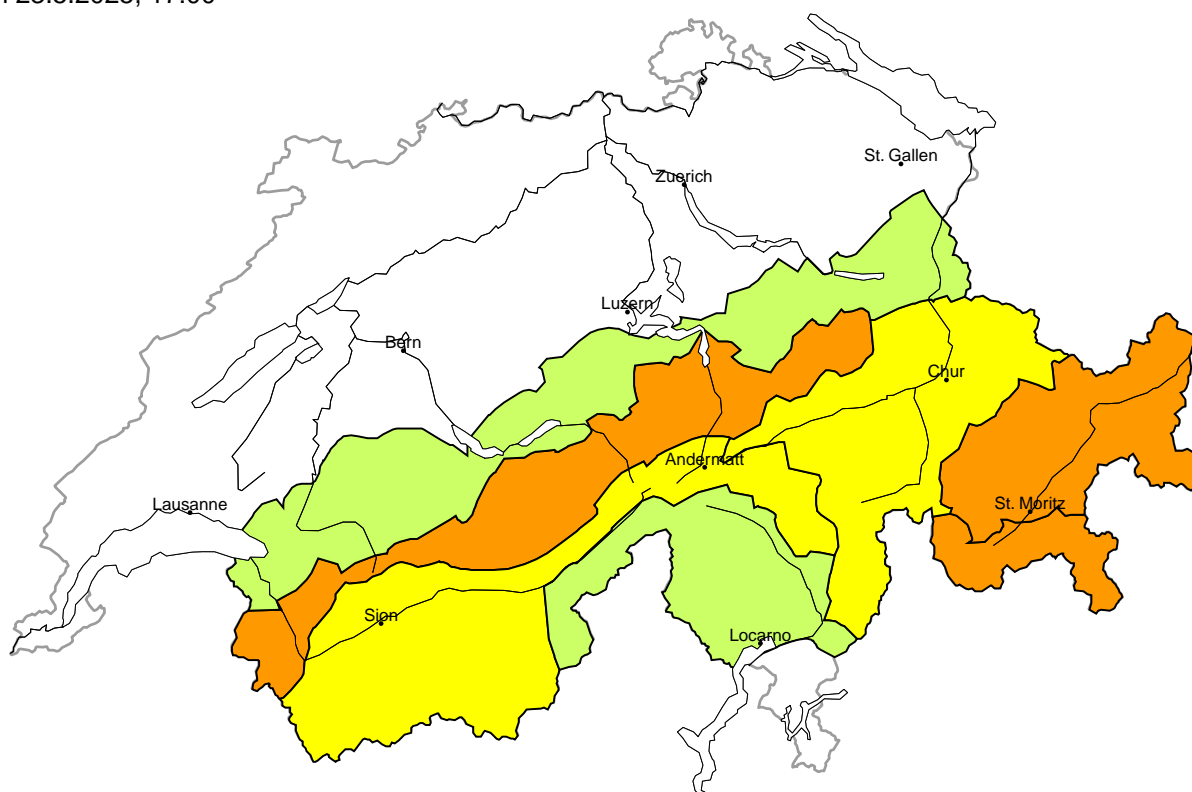 St. Gallen
Zuerich
Luzern
Bern
Chur
Andermatt
Lausanne
St. Moritz
Sion
Locarno